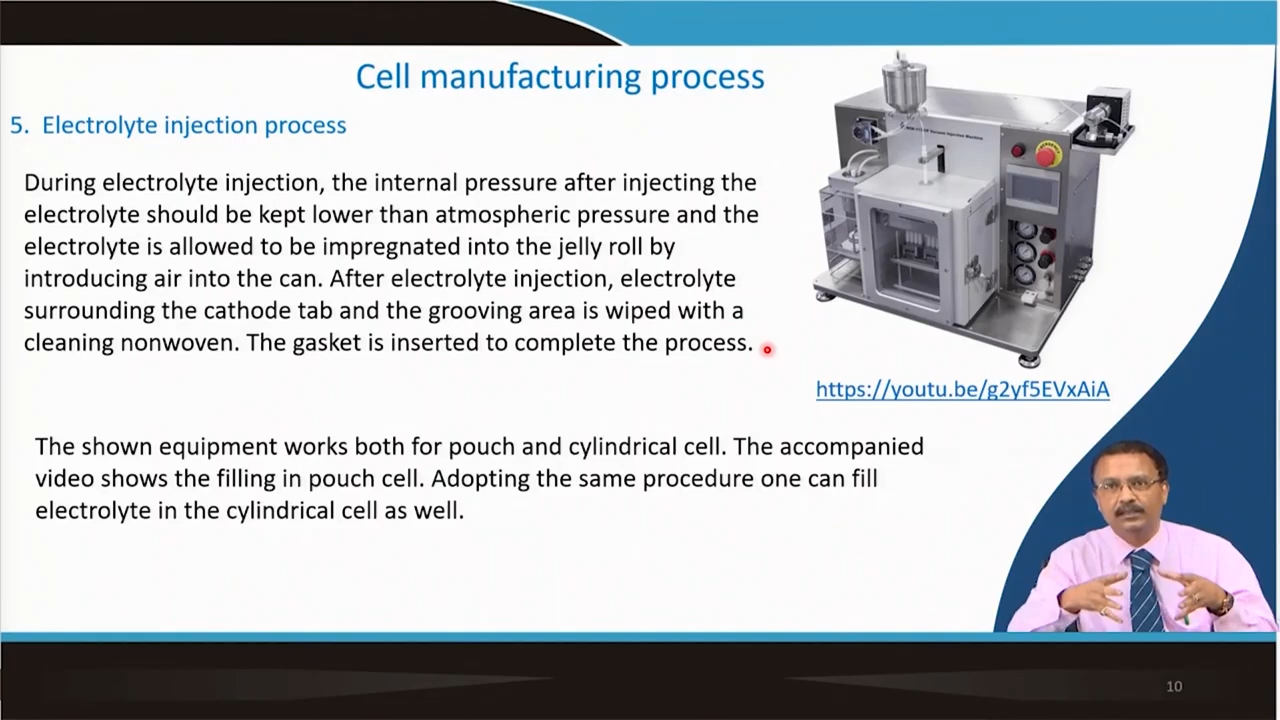 Cell manufacturing process
5. Electrolyte injection process
During electrolyte injection, the internal pressure after injecting the
electrolyte should be kept lower than atmospheric pressure and the
electrolyte is allowed to be impregnated into the jelly roll by
introducing air into the can. After electrolyte injection, electrolyte
surrounding the cathode tab and the grooving area is wiped with a
cleaning nonwoven. The gasket is inserted to complete the process.
https://youtu.be/g2yf5EVxAiA
The shown equipment works both for pouch and cylindrical cell. The accompanied
video shows the filling in pouch cell. Adopting the same procedure one can fill
electrolyte in the cylindrical cell as well.
10